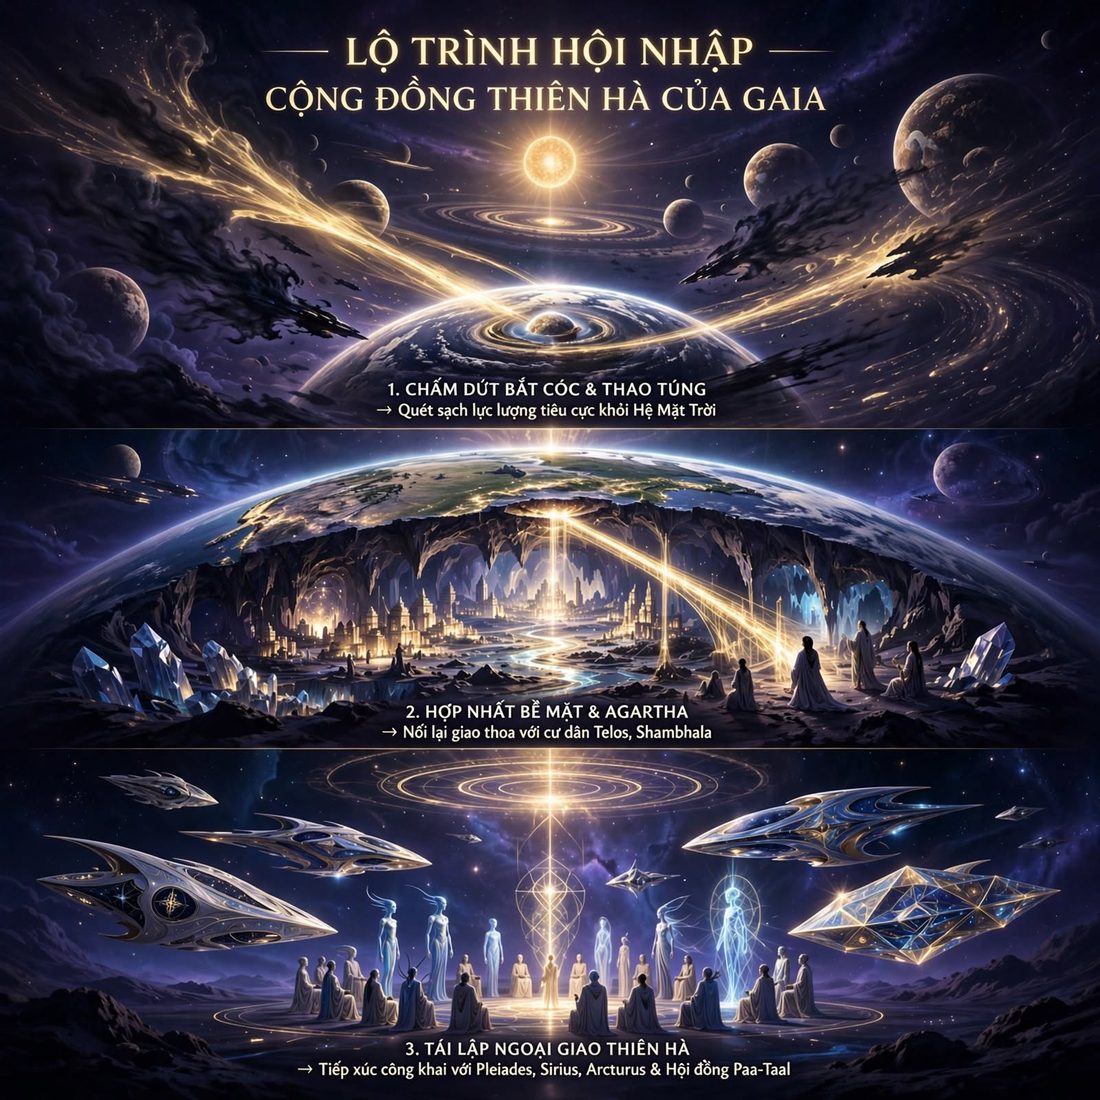 LỘ TRÌNH HỘI NHẬP
CỘNG ĐỒNG THIÊN HÀ CỦA GAIA
1. CHẤM DỨT BẮT CÓC & THAO TÚNG
→ Quét sạch lực lượng tiêu cực khỏi Hệ Mặt Trời
2. HỢP NHẤT BỀ MẶT & AGARTHA
→ Nối lại giao thoa với cư dân Telos, Shambhala
3. TÁI LẬP NGOẠI GIAO THIÊN HÀ
→ Tiếp xúc công khai với Pleiades, Sirius, Arcturus & Hội đồng Paa-Taal